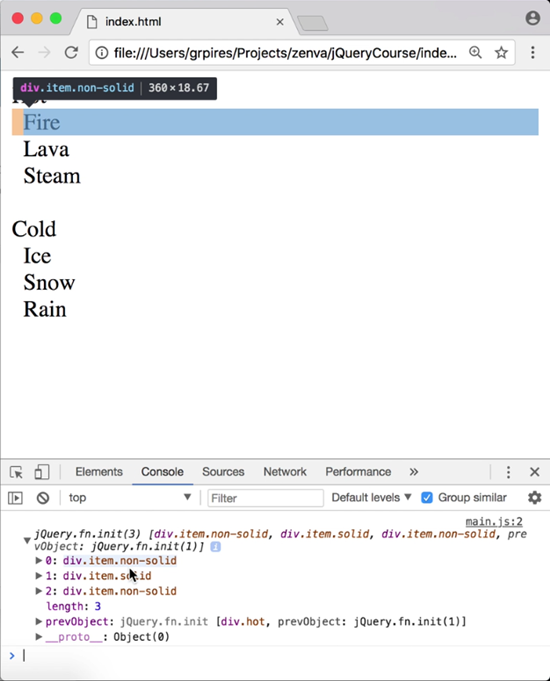 index.html
file:///Users/grpires/Projects/zenva/jQueryCourse/inde...
div.item.non-solid | 360 × 18.67
Fire
Lava
Steam
Cold
Ice
Snow
Rain
Elements Console Sources Network Performance »
top Filter Default levels Group similar
main.js:2
jQuery.fn.init(3) [div.item.non-solid, div.item.solid, div.item.non-solid, pre
vObject: jQuery.fn.init(1)]
0: div.item.non-solid
1: div.item.solid
2: div.item.non-solid
length: 3
prevObject: jQuery.fn.init [div.hot, prevObject: jQuery.fn.init(1)]
__proto__: Object(0)